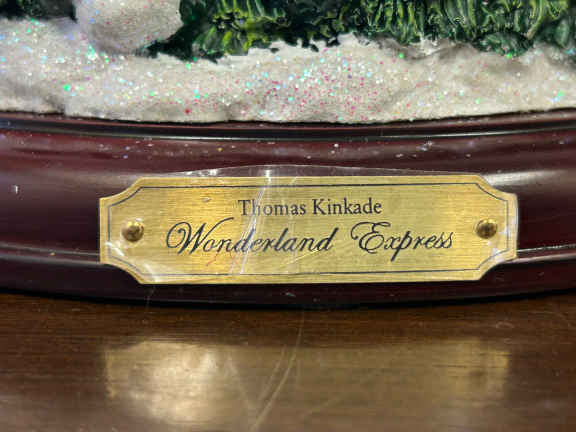 Thomas Kinkade
Wonderland Express